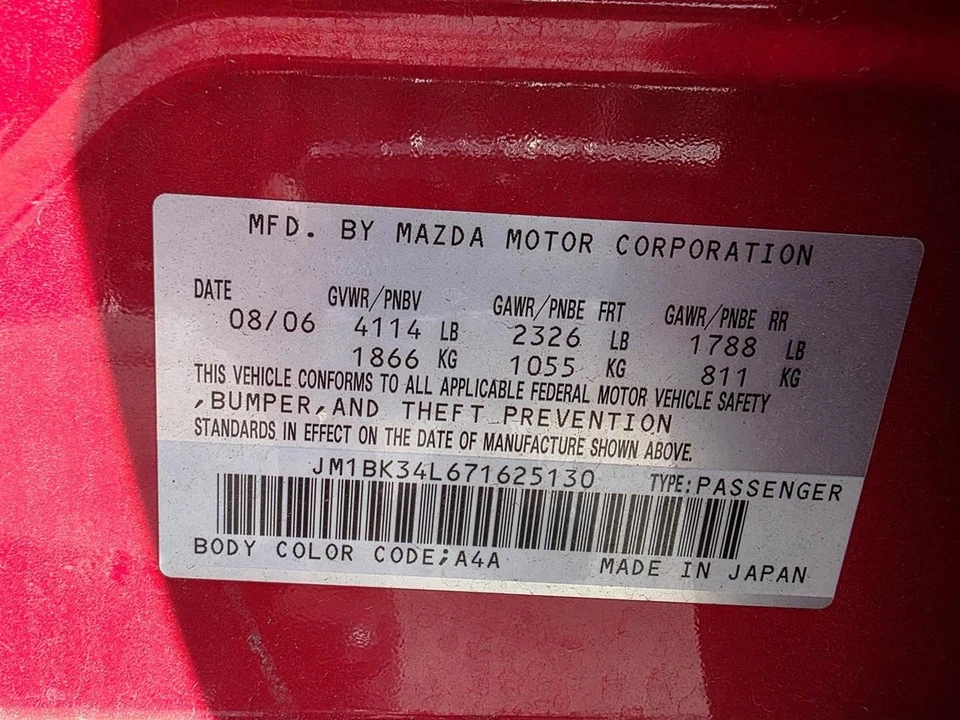 MFD. BY MAZDA MOTOR CORPORATION
DATE GVWR/PNBV GAWR/PNBE FRT GAWR/PNBE RR
08/06 4114 LB 2326 LB 1788 LB
1866 KG 1055 KG 811 KG
THIS VEHICLE CONFORMS TO ALL APPLICABLE FEDERAL MOTOR VEHICLE SAFETY
,BUMPER,AND THEFT PREVENTION
STANDARDS IN EFFECT ON THE DATE OF MANUFACTURE SHOWN ABOVE.
JM1BK34L671625130 TYPE:PASSENGER
BODY COLOR CODE;A4A MADE IN JAPAN